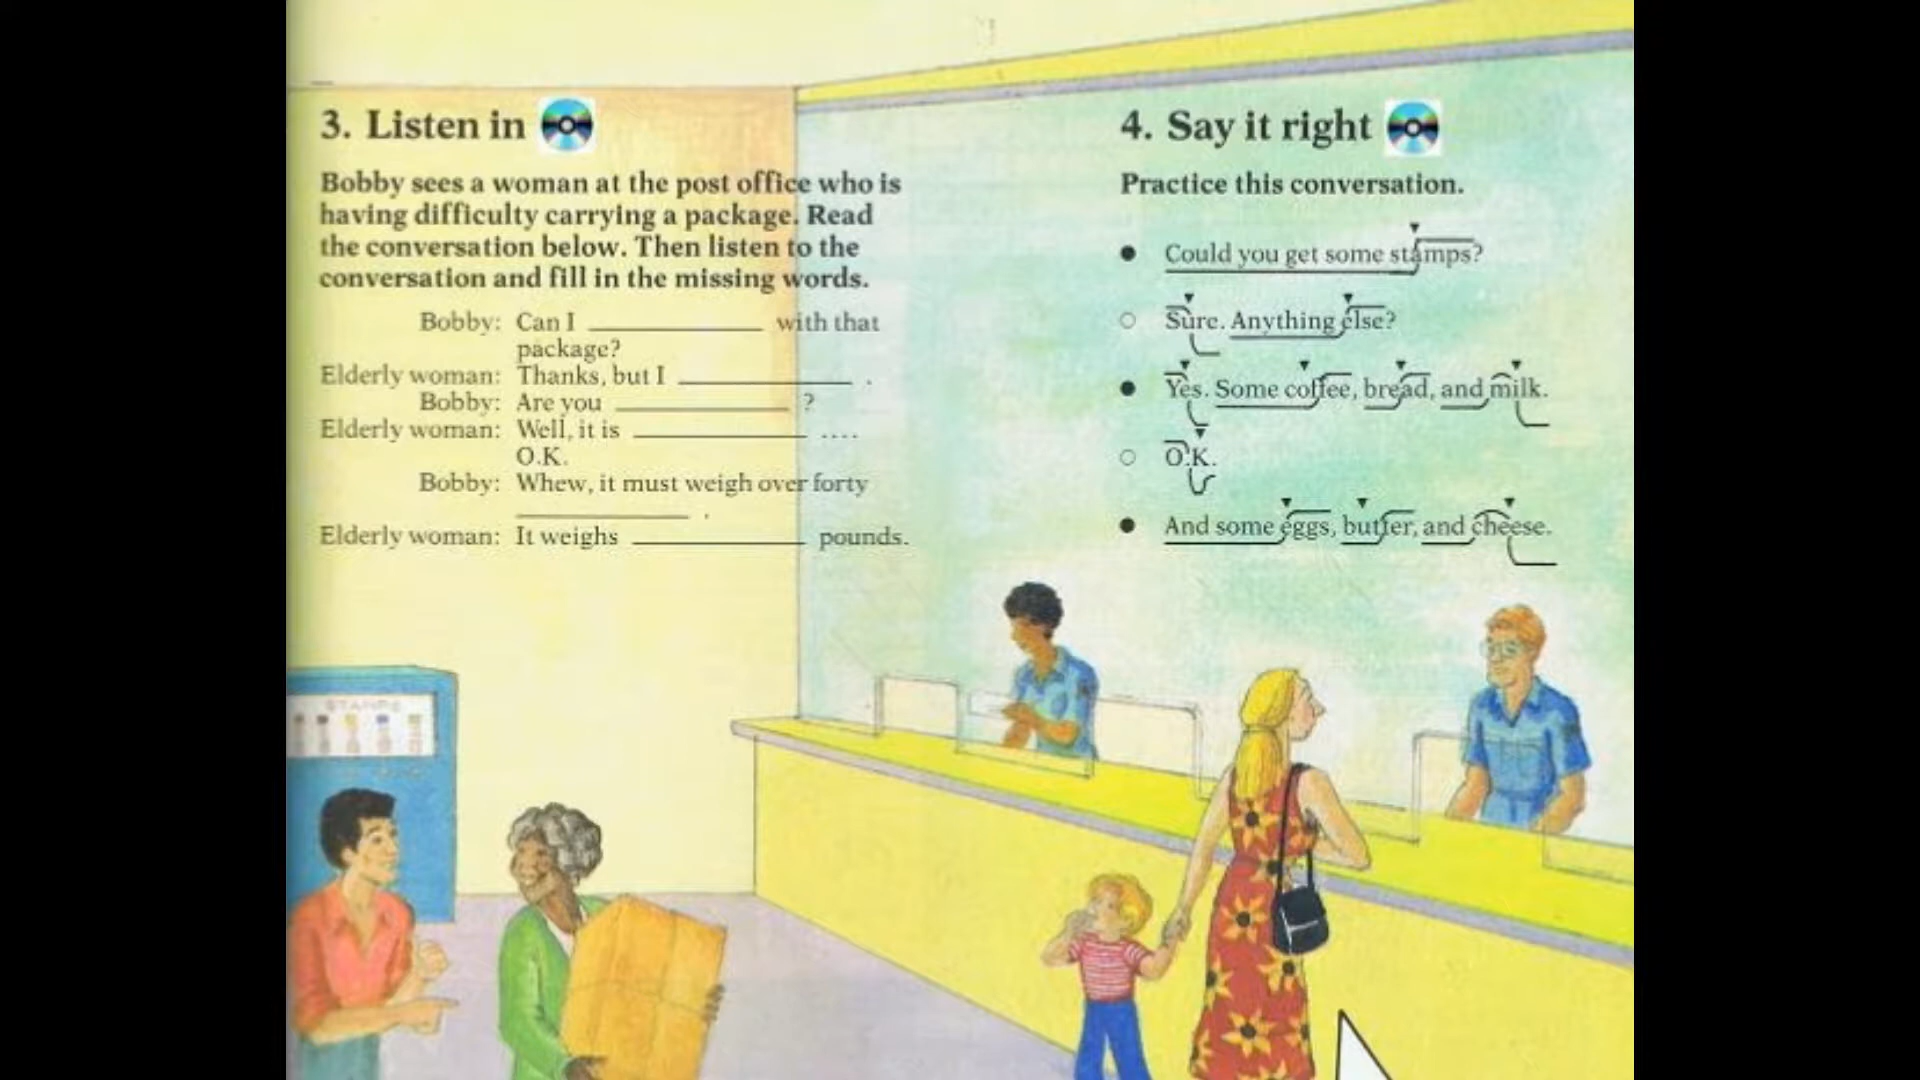 3. Listen in
Bobby sees a woman at the post office who is
having difficulty carrying a package. Read
the conversation below. Then listen to the
conversation and fill in the missing words.
Bobby: Can I ____________ with that
package?
Elderly woman: Thanks, but I ____________ .
Bobby: Are you ____________ ?
Elderly woman: Well, it is ____________ ....
O.K.
Bobby: Whew, it must weigh over forty
____________ .
Elderly woman: It weighs ____________ pounds.
STAMPS
4. Say it right
Practice this conversation.
● Could you get some stamps?
○ Sure. Anything else?
● Yes. Some coffee, bread, and milk.
○ O.K.
● And some eggs, butter, and cheese.